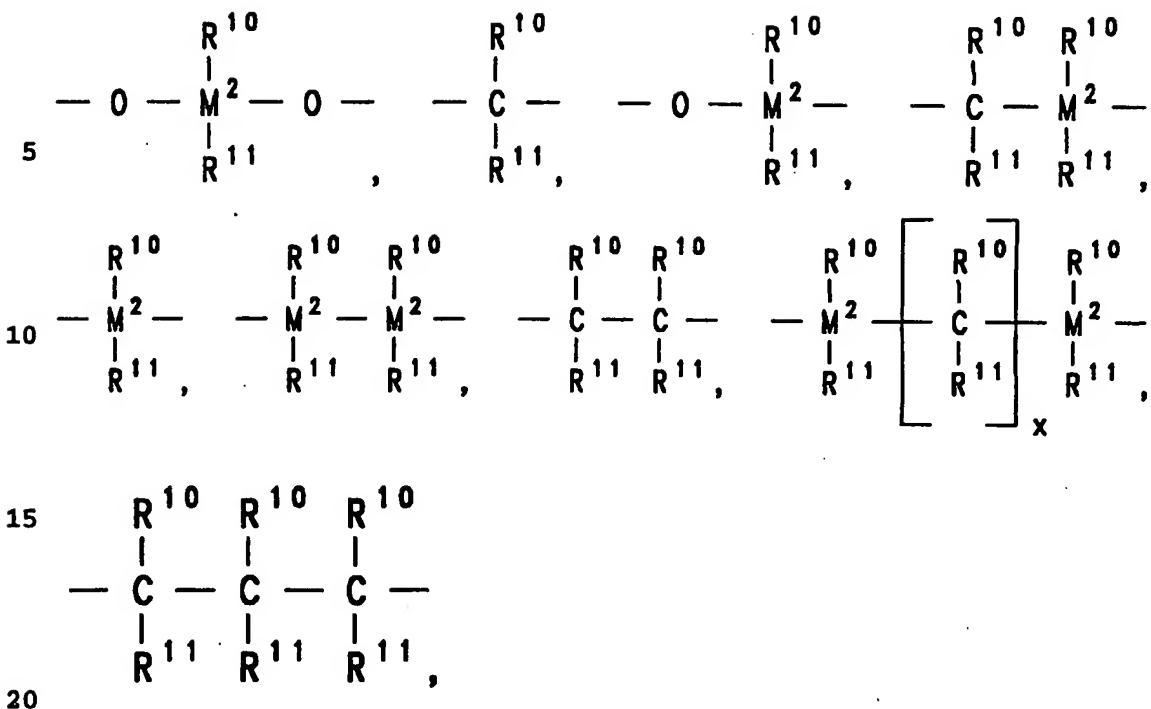 R10 R10 R10 R10 R10
— O — M2 — O — — C — — O — M2 — — C — M2 —
5
R11 , R11 , R11 , R11 R11 ,
R10 R10 R10 R10 R10 R10 R10 R10
10 — M2 — — M2 — M2 — — C — C — — M2 — C — M2 —
R11 , R11 R11 , R11 R11 , R11 R11 R11 ,
x
15 R10 R10 R10
— C — C — C —
R11 R11 R11 ,
20